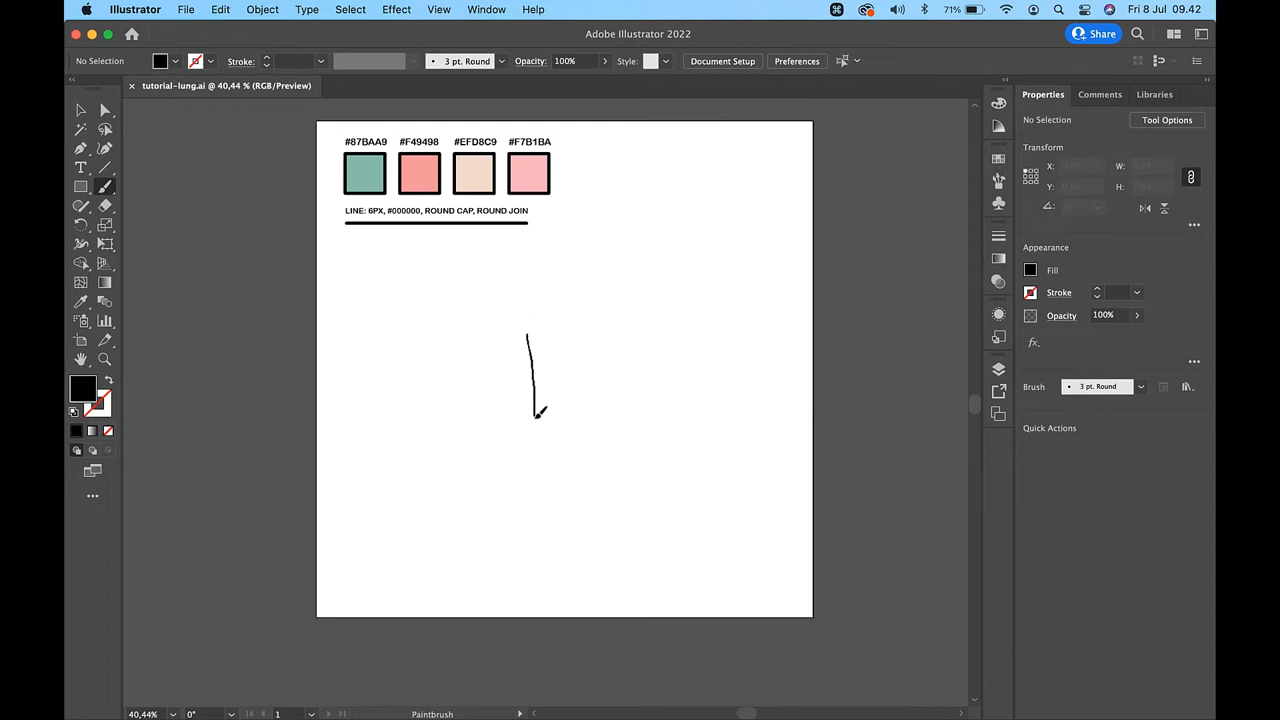 Illustrator File Edit Object Type Select Effect View Window Help 71% Fri 8 Jul 09.42
Adobe Illustrator 2022 Share
No Selection Stroke: 3 pt. Round Opacity: 100% Style: Document Setup Preferences
tutorial-lung.ai @ 40,44 % (RGB/Preview)
Properties Comments Libraries
No Selection Tool Options
Transform
X: W:
Y: H:
Appearance
Fill
Stroke
Opacity 100%
fx.
Brush 3 pt. Round
Quick Actions
#87BAA9 #F49498 #EFD8C9 #F7B1BA
LINE: 6PX, #000000, ROUND CAP, ROUND JOIN
40,44% 0° 1 Paintbrush